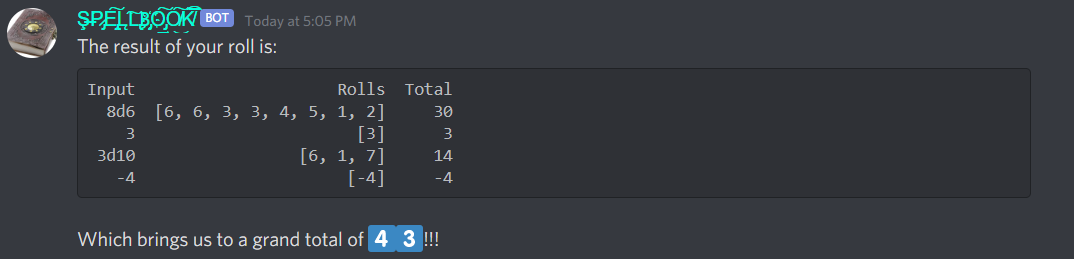 SPELLBOOK BOT Today at 5:05 PM
The result of your roll is:
Input Rolls Total
8d6 [6, 6, 3, 3, 4, 5, 1, 2] 30
3 [3] 3
3d10 [6, 1, 7] 14
-4 [-4] -4
Which brings us to a grand total of 4 3!!!